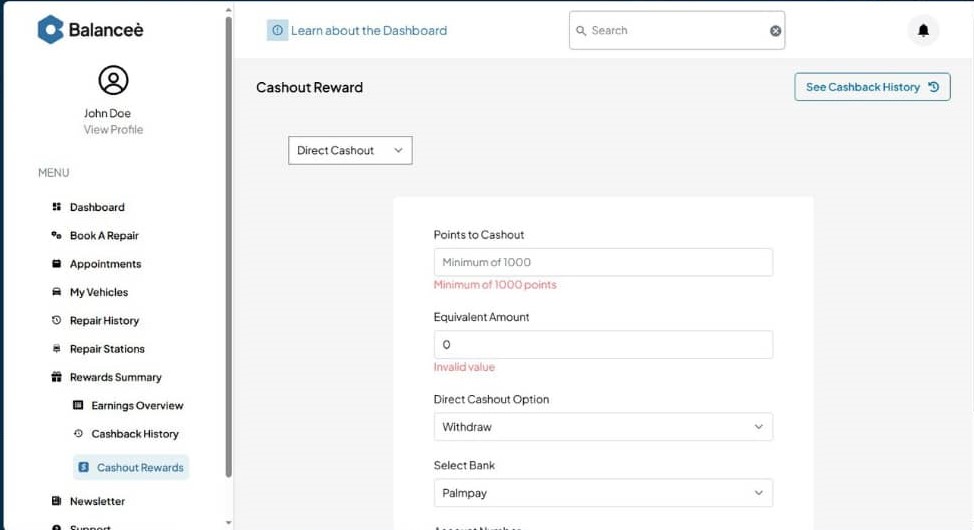 Balanceè
John Doe
View Profile
MENU
Dashboard
Book A Repair
Appointments
My Vehicles
Repair History
Repair Stations
Rewards Summary
Earnings Overview
Cashback History
Cashout Rewards
Newsletter
Support
Learn about the Dashboard
Search
Cashout Reward
See Cashback History
Direct Cashout
Points to Cashout
Minimum of 1000
Minimum of 1000 points
Equivalent Amount
0
Invalid value
Direct Cashout Option
Withdraw
Select Bank
Palmpay
Account Number